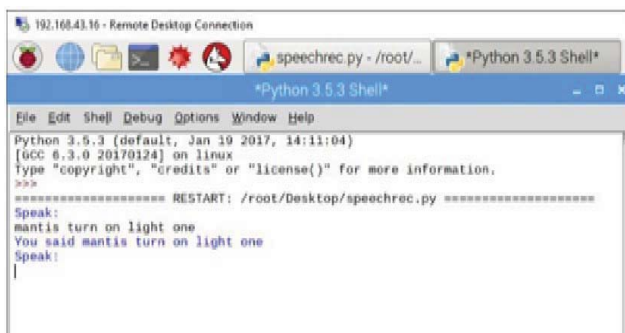 192.168.43.16 - Remote Desktop Connection
speechrec.py - /root/... *Python 3.5.3 Shell*
*Python 3.5.3 Shell*
File Edit Shell Debug Options Window Help
Python 3.5.3 (default, Jan 19 2017, 14:11:04)
[GCC 6.3.0 20170124] on linux
Type "copyright", "credits" or "license()" for more information.
>>>
==================== RESTART: /root/Desktop/speechrec.py ====================
Speak:
mantis turn on light one
You said mantis turn on light one
Speak: